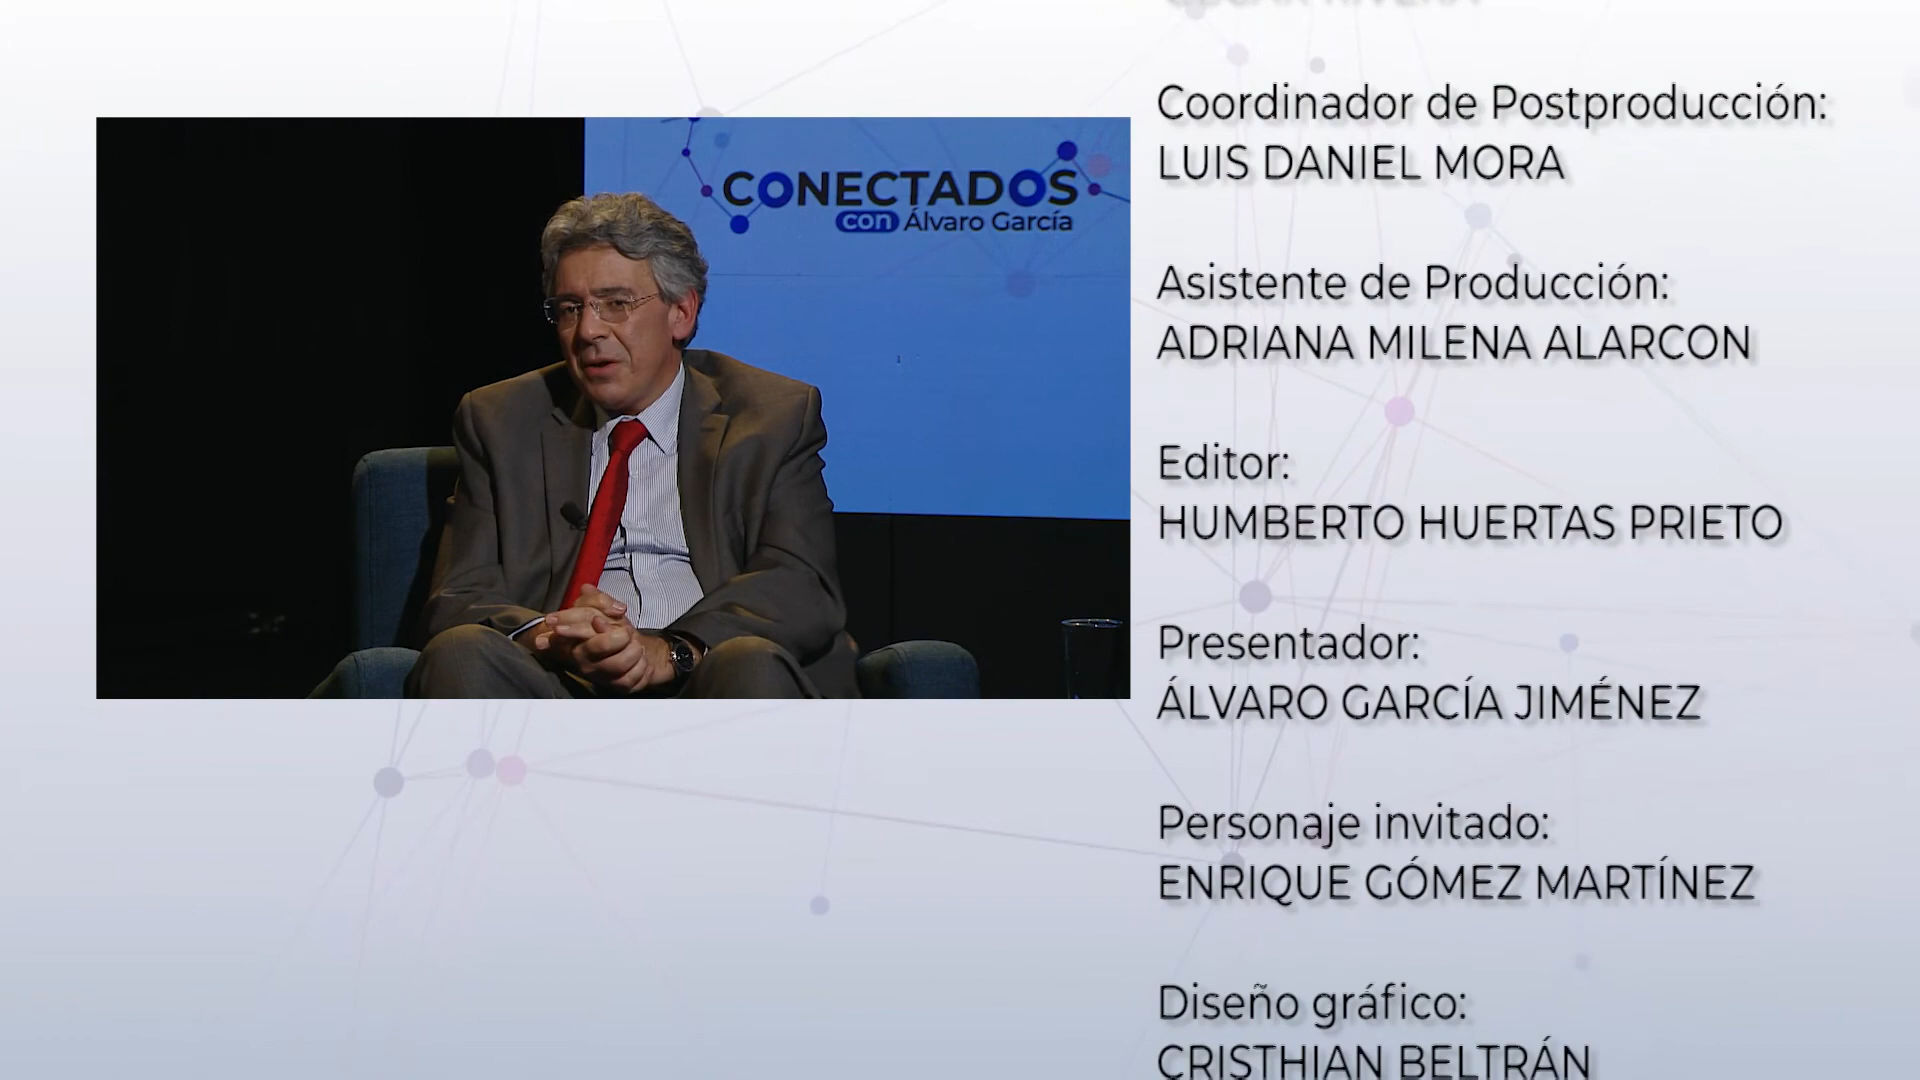 CONECTADOS
con Álvaro García
Coordinador de Postproducción:
LUIS DANIEL MORA
Asistente de Producción:
ADRIANA MILENA ALARCON
Editor:
HUMBERTO HUERTAS PRIETO
Presentador:
ÁLVARO GARCÍA JIMÉNEZ
Personaje invitado:
ENRIQUE GÓMEZ MARTÍNEZ
Diseño gráfico:
CRISTHIAN BELTRÁN